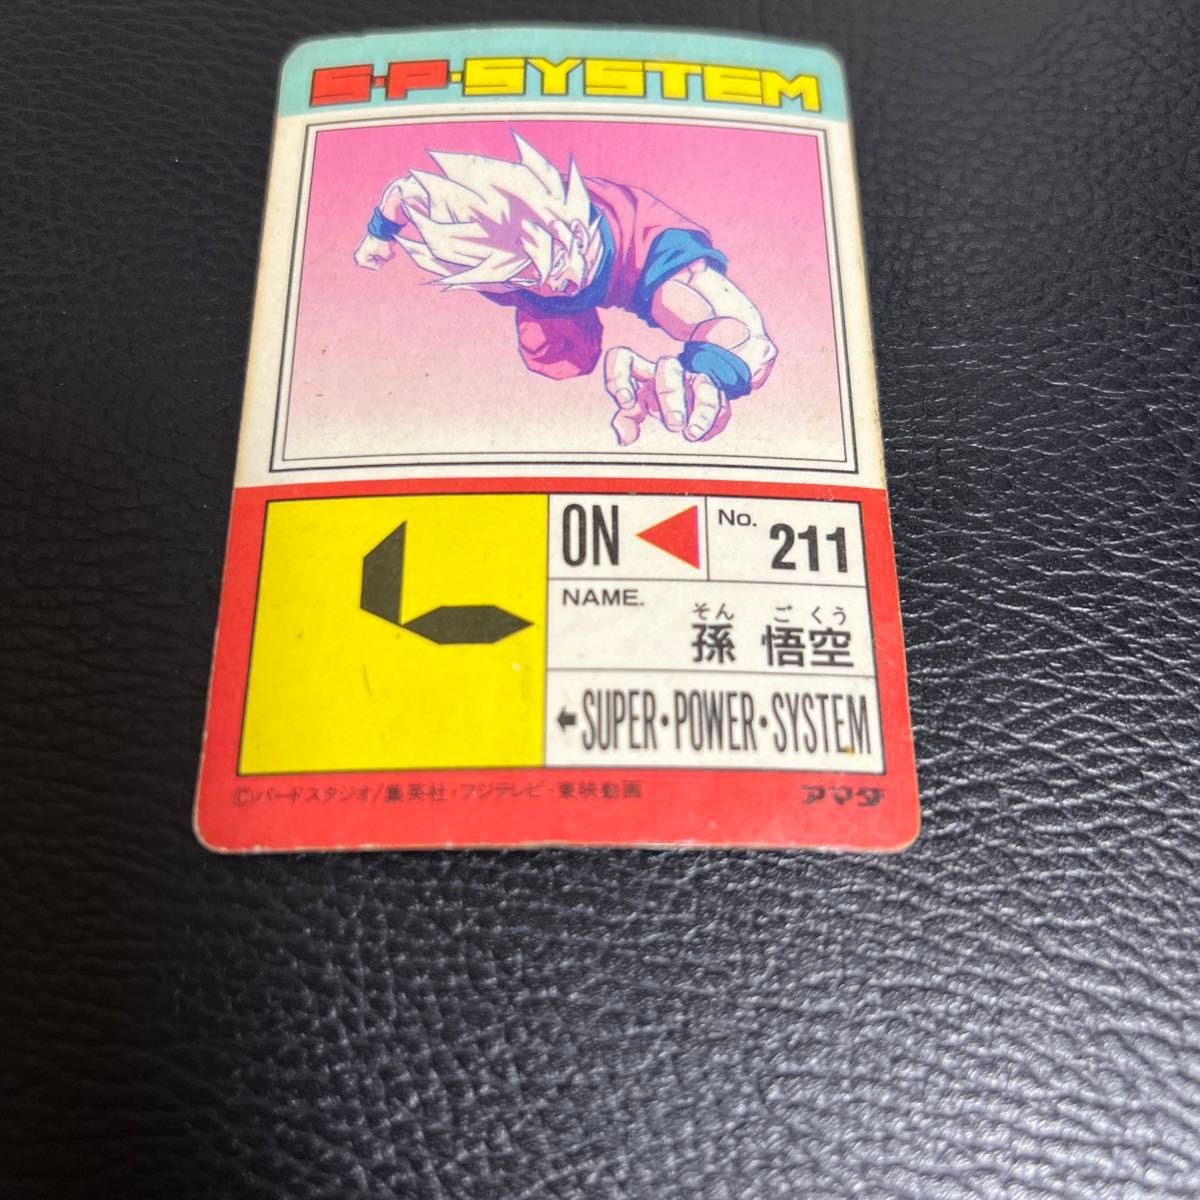 S·P·SYSTEM
ON
No. 211
NAME.
そん ご くう
孫 悟空
←SUPER·POWER·SYSTEM
©バードスタジオ/集英社・フジテレビ・東映動画
アマダ